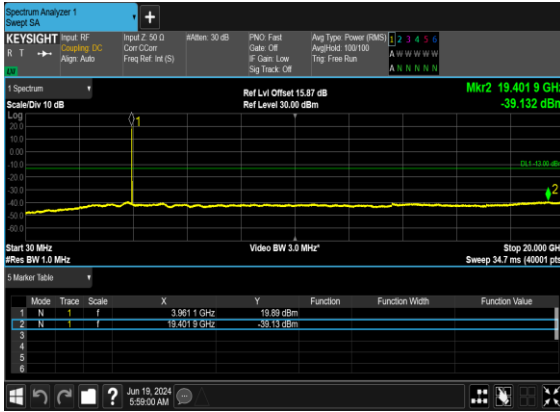 Spectrum Analyzer 1
Swept SA
+
KEYSIGHT Input: RF Input Z: 50 Ω #Atten: 30 dB PNO: Fast Avg Type: Power (RMS) 1 2 3 4 5 6
R T Coupling: DC Corr CCorr Gate: Off Avg|Hold: 100/100 A W W W W W
Align: Auto Freq Ref: Int (S) IF Gain: Low Trig: Free Run
Sig Track: Off A N N N N N
1 Spectrum Ref Lvl Offset 15.87 dB Mkr2 19.401 9 GHz
Scale/Div 10 dB Ref Level 30.00 dBm -39.132 dBm
Log
20.0 1
10.0
0.00
-10.0 DL1 -13.00 dBm
-20.0
-30.0 2
-40.0
-50.0
-60.0
Start 30 MHz Video BW 3.0 MHz* Stop 20.000 GHz
#Res BW 1.0 MHz Sweep 34.7 ms (40001 pts)
5 Marker Table
Mode Trace Scale X Y Function Function Width Function Value
1 N 1 f 3.961 1 GHz 19.89 dBm
2 N 1 f 19.401 9 GHz -39.13 dBm
3
4
5
6
? Jun 19, 2024
5:59:00 AM